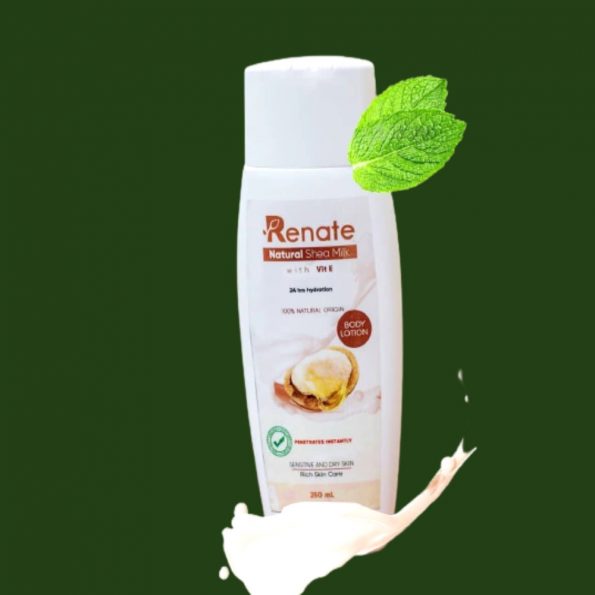 Renate
Natural Shea Milk
with Vit E
24 hrs hydration
100% NATURAL ORIGIN
BODY
LOTION
PENETRATES INSTANTLY
SENSITIVE AND DRY SKIN
Rich Skin Care
250 mL